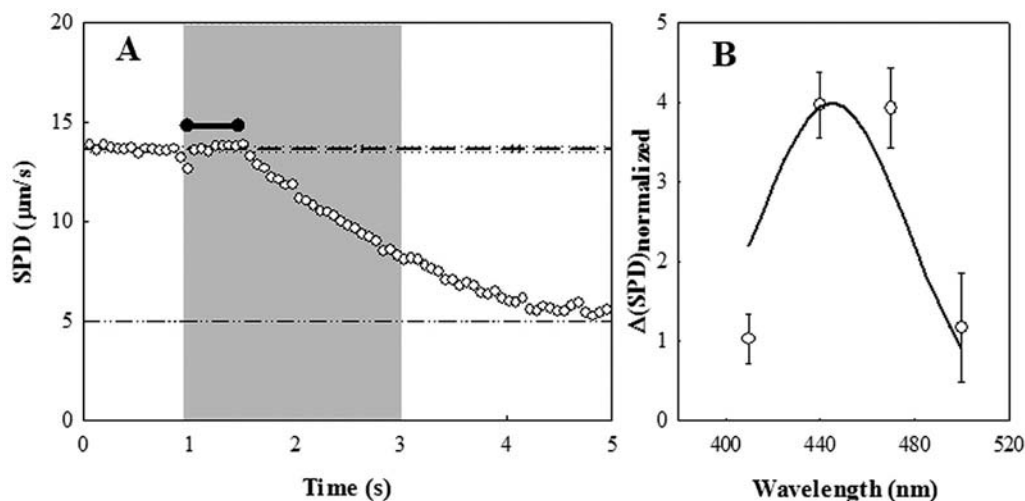 A
SPD (µm/s)
20
15
10
5
0
0 1 2 3 4 5
Time (s)
B
Δ(SPD)normalized
5
4
3
2
1
0
400 440 480 520
Wavelength (nm)